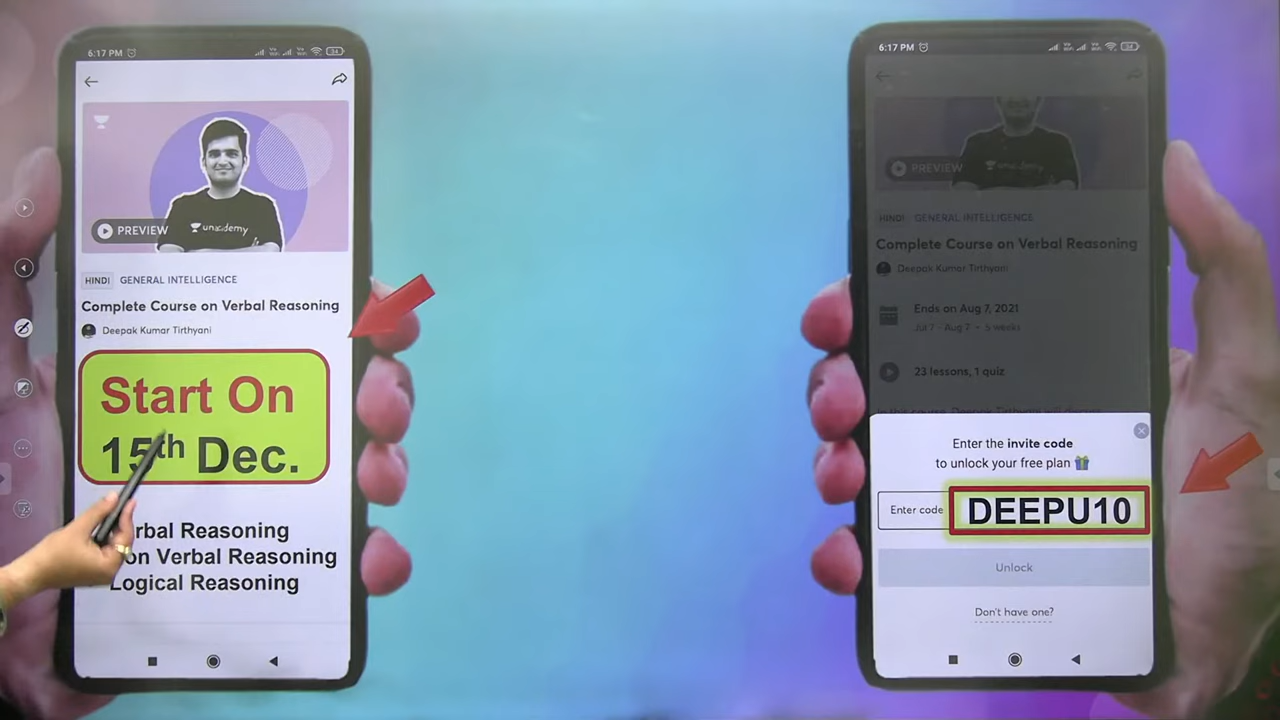 6:17 PM
PREVIEW
unacademy
HINDI GENERAL INTELLIGENCE
Complete Course on Verbal Reasoning
Deepak Kumar Tirthyani
Start On
15th Dec.
rbal Reasoning
on Verbal Reasoning
Logical Reasoning
6:17 PM
PREVIEW
unacademy
HINDI GENERAL INTELLIGENCE
Complete Course on Verbal Reasoning
Deepak Kumar Tirthyani
Ends on Aug 7, 2021
Jul 7 - Aug 7 • 5 weeks
23 lessons, 1 quiz
Enter the invite code
to unlock your free plan
Enter code DEEPU10
Unlock
Don't have one?